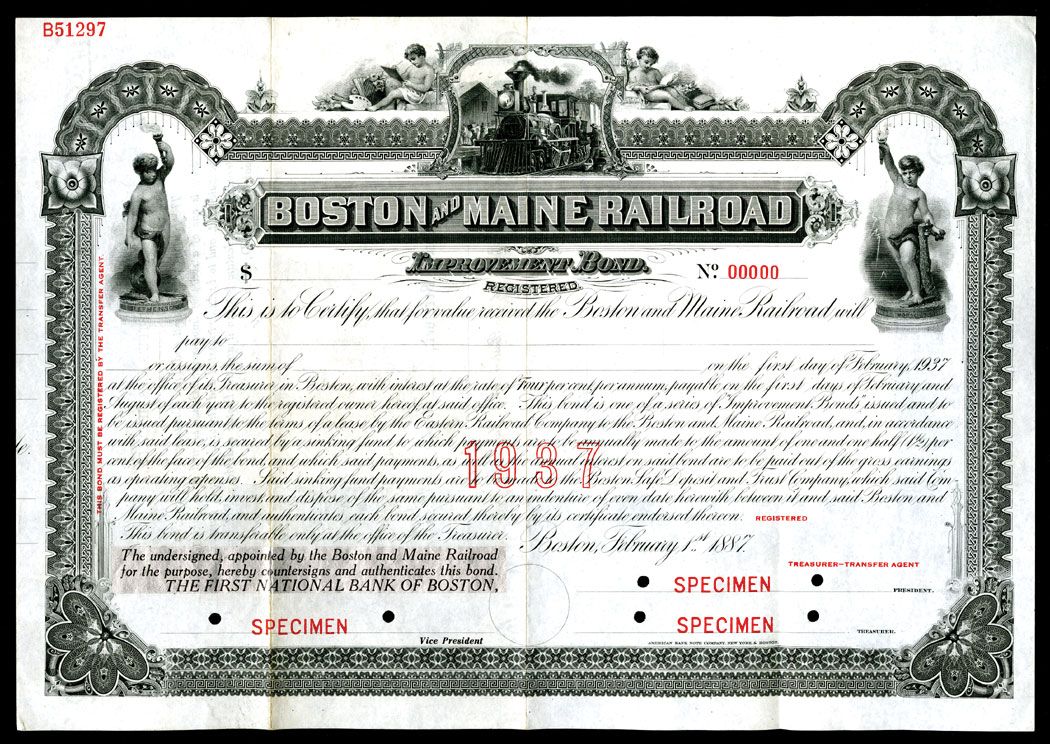 B51297
BOSTON AND MAINE RAILROAD
IMPROVEMENT BOND.
$ Nº 00000
REGISTERED.
This is to Certify, that for value received the Boston and Maine Railroad will
pay to
or assigns the sum of on the first day of February, 1937
at the office of its Treasurer in Boston, with interest at the rate of Four per cent, per annum, payable on the first days of February and
August of each year to the registered owner hereof at said office. This bond is one of a series of "Improvement Bonds" issued and to
be issued pursuant to the terms of a lease by the Eastern Railroad Company to the Boston and Maine Railroad, and, in accordance
with said lease, is secured by a sinking fund to which be annually made to the amount of one and one half (1½) per
cent of the face of the bond, and which said payments, as the annual interest on said bond are to be paid out of the gross earnings
1937
as operating expenses. Said sinking fund payments are to the Boston Safe Deposit and Trust Company, which said Com-
pany will hold, invest, and dispose of the same pursuant to an indenture of even date herewith between it and said Boston and
Maine Railroad, and authenticates each bond secured thereby by its certificate endorsed thereon. REGISTERED
This bond is transferable only at the office of the Treasurer. Boston, February 1st 1887.
THIS BOND MUST BE REGISTERED BY THE TRANSFER AGENT.
The undersigned, appointed by the Boston and Maine Railroad
for the purpose, hereby countersigns and authenticates this bond.
THE FIRST NATIONAL BANK OF BOSTON,
TREASURER—TRANSFER AGENT
SPECIMEN PRESIDENT.
SPECIMEN TREASURER.
SPECIMEN
Vice President
AMERICAN BANK NOTE COMPANY, NEW YORK & BOSTON.